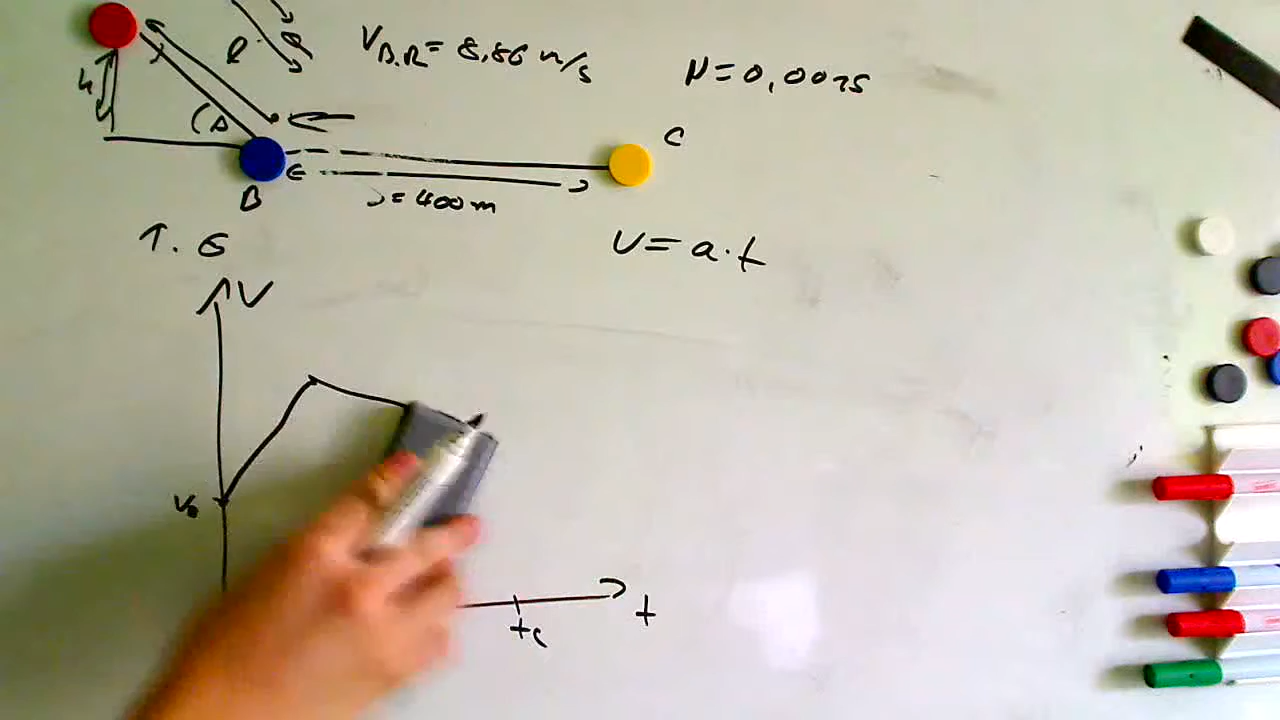 h
l
V_B,R = 8,86 m/s
μ = 0,0075
C
B
s = 400 m
1. 6
v = a · t
V
v₀
t_c
t